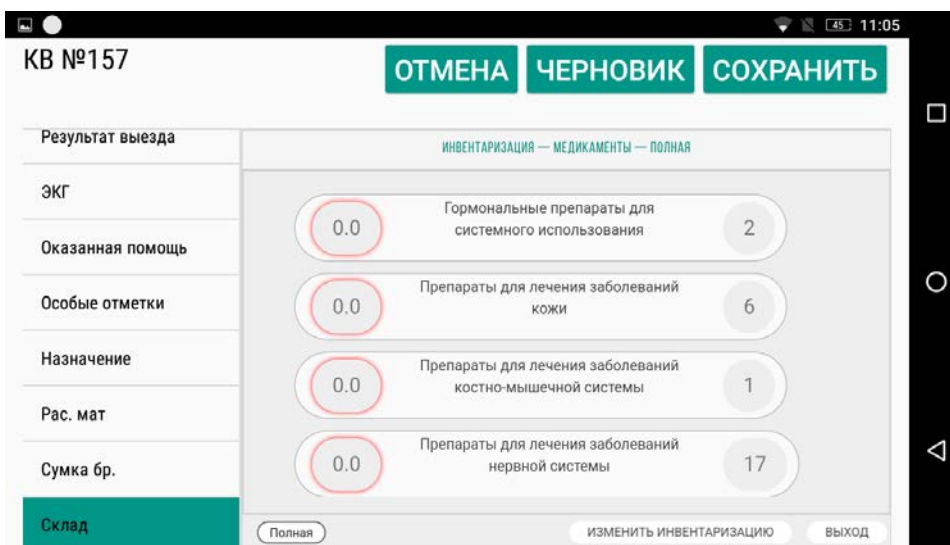 45 11:05
КВ №157
ОТМЕНА ЧЕРНОВИК СОХРАНИТЬ
Результат выезда
ЭКГ
Оказанная помощь
Особые отметки
Назначение
Рас. мат
Сумка бр.
Склад
ИНВЕНТАРИЗАЦИЯ — МЕДИКАМЕНТЫ — ПОЛНАЯ
0.0
Гормональные препараты для
системного использования
2
0.0
Препараты для лечения заболеваний
кожи
6
0.0
Препараты для лечения заболеваний
костно-мышечной системы
1
0.0
Препараты для лечения заболеваний
нервной системы
17
Полная ИЗМЕНИТЬ ИНВЕНТАРИЗАЦИЮ ВЫХОД